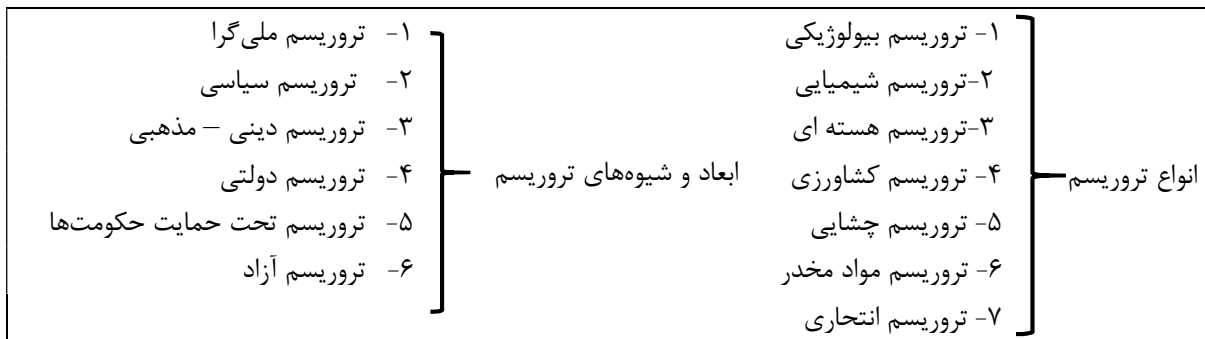 انواع تروریسم
۱- تروریسم بیولوژیکی
۲-تروریسم شیمیایی
۳-تروریسم هسته ای
۴- تروریسم کشاورزی
۵- تروریسم چشایی
۶- تروریسم مواد مخدر
۷- تروریسم انتحاری
ابعاد و شیوه‌های تروریسم
۱- تروریسم ملی‌گرا
۲- تروریسم سیاسی
۳- تروریسم دینی – مذهبی
۴- تروریسم دولتی
۵- تروریسم تحت حمایت حکومت‌ها
۶- تروریسم آزاد